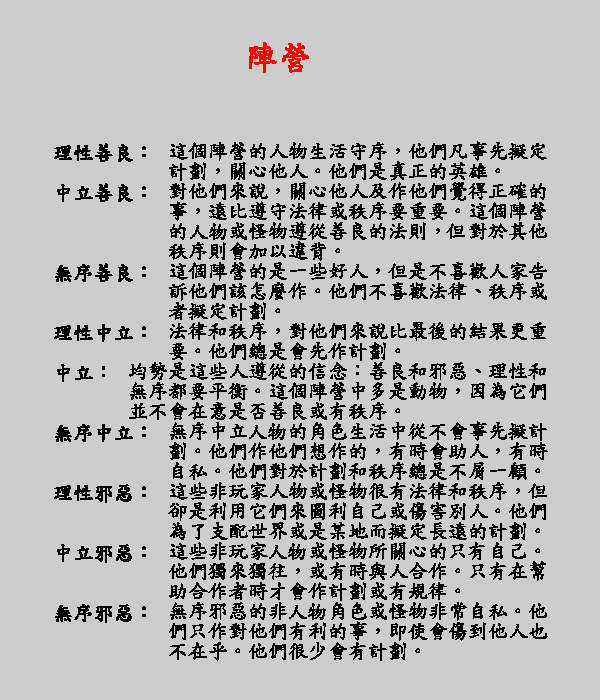 陣營
理性善良： 這個陣營的人物生活守序，他們凡事先擬定
計劃，關心他人。他們是真正的英雄。
中立善良： 對他們來說，關心他人及作他們覺得正確的
事，遠比遵守法律或秩序要重要。這個陣營
的人物或怪物遵從善良的法則，但對於其他
秩序則會加以違背。
無序善良： 這個陣營的是一些好人，但是不喜歡人家告
訴他們該怎麼作。他們不喜歡法律、秩序或
者擬定計劃。
理性中立： 法律和秩序，對他們來說比最後的結果更重
要。他們總是會先作計劃。
中立： 均勢是這些人遵從的信念：善良和邪惡、理性和
無序都要平衡。這個陣營中多是動物，因為它們
並不會在意是否善良或有秩序。
無序中立： 無序中立人物的角色生活中從不會事先擬計
劃。他們作他們想作的，有時會助人，有時
自私。他們對於計劃和秩序總是不屑一顧。
理性邪惡： 這些非玩家人物或怪物很有法律和秩序，但
卻是利用它們來圖利自己或傷害別人。他們
為了支配世界或是某地而擬定長遠的計劃。
中立邪惡： 這些非玩家人物或怪物所關心的只有自己。
他們獨來獨往，或有時與人合作。只有在幫
助合作者時才會作計劃或有規律。
無序邪惡： 無序邪惡的非人物角色或怪物非常自私。他
們只作對他們有利的事，即使會傷到他人也
不在乎。他們很少會有計劃。